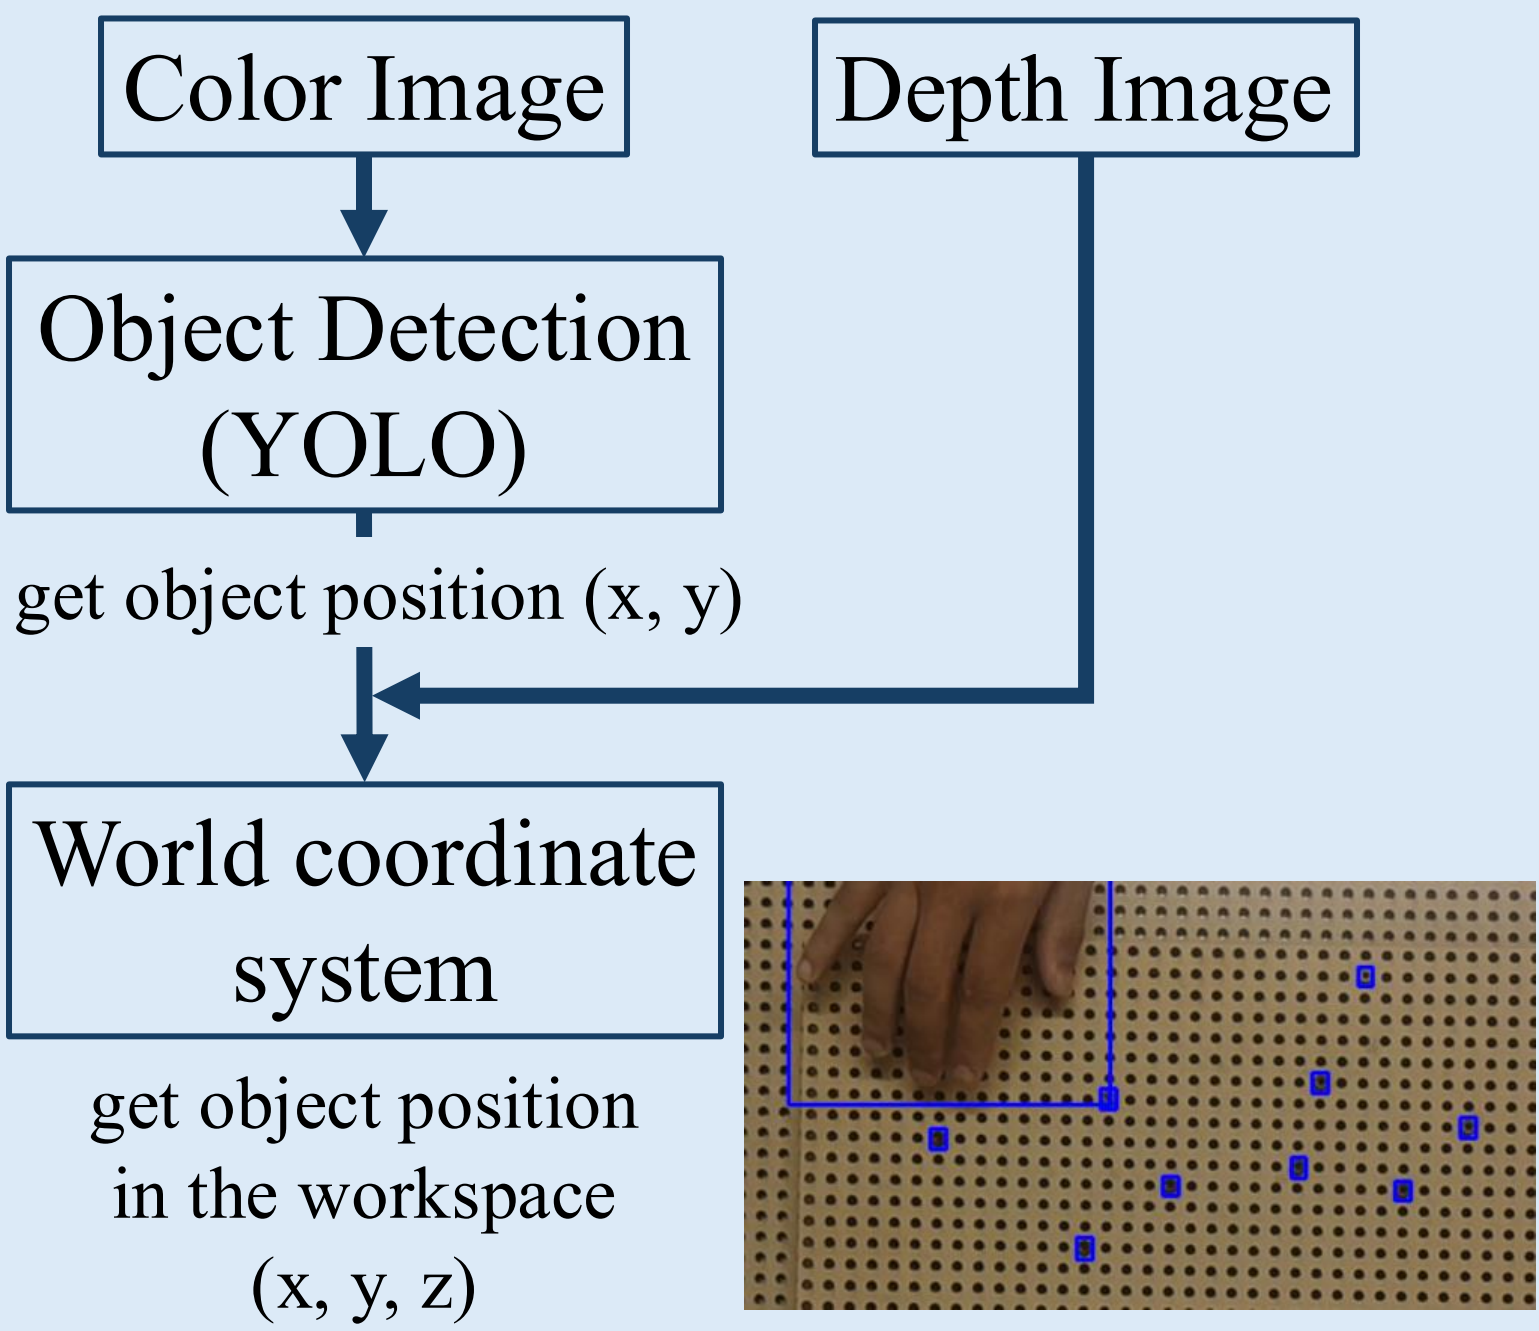 Color Image
Depth Image
Object Detection
(YOLO)
get object position (x, y)
World coordinate
system
get object position
in the workspace
(x, y, z)